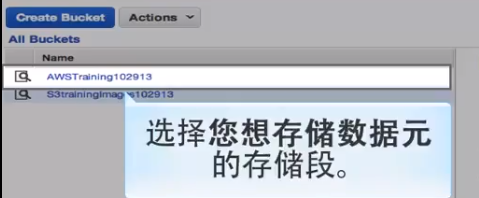 Create Bucket Actions
All Buckets
Name
AWSTraining102913
S3trainingImages102913
选择您想存储数据元
的存储段。